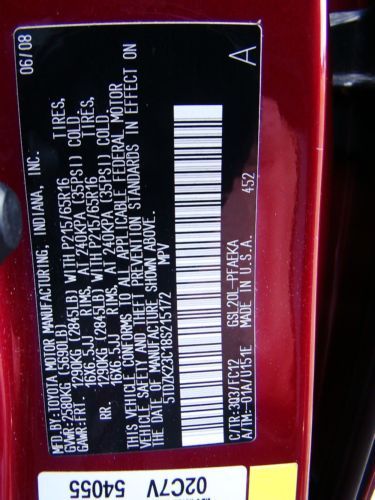 MFD. BY: TOYOTA MOTOR MANUFACTURING, INDIANA, INC. 06/08
GVWR: 2580KG (5690LB)
GAWR: FRT. 1290KG (2845LB) WITH P215/65R16 TIRES,
16X6.5JJ RIMS, AT 240KPA (35PSI) COLD.
RR. 1290KG (2845LB) WITH P215/65R16 TIRES,
16X6.5JJ RIMS, AT 240KPA (35PSI) COLD.
THIS VEHICLE CONFORMS TO ALL APPLICABLE FEDERAL MOTOR
VEHICLE SAFETY AND THEFT PREVENTION STANDARDS IN EFFECT ON
THE DATE OF MANUFACTURE SHOWN ABOVE.
5TDZK23C18S215772 MPV
C/TR:3Q3/FC12 GSL20L-PFAEKA
A/TM:-01A/U151E MADE IN U.S.A. A
452
02C7V
54055